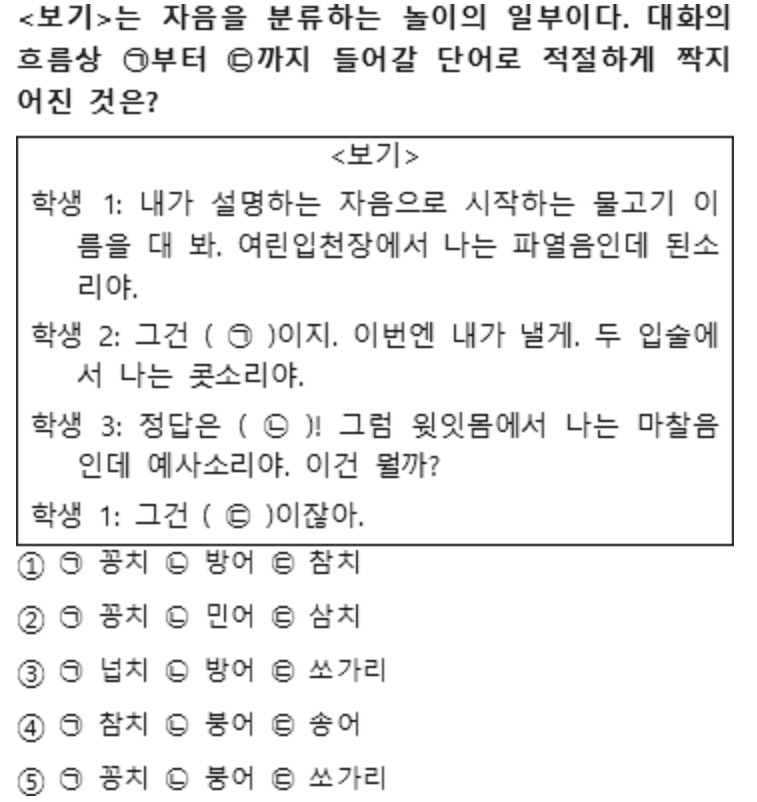 <보기>는 자음을 분류하는 놀이의 일부이다. 대화의
흐름상 ㉠부터 ㉢까지 들어갈 단어로 적절하게 짝지
어진 것은?
<보기>
학생 1: 내가 설명하는 자음으로 시작하는 물고기 이
름을 대 봐. 여린입천장에서 나는 파열음인데 된소
리야.
학생 2: 그건 ( ㉠ )이지. 이번엔 내가 낼게. 두 입술에
서 나는 콧소리야.
학생 3: 정답은 ( ㉡ )! 그럼 윗잇몸에서 나는 마찰음
인데 예사소리야. 이건 뭘까?
학생 1: 그건 ( ㉢ )이잖아.
① ㉠ 꽁치 ㉡ 방어 ㉢ 참치
② ㉠ 꽁치 ㉡ 민어 ㉢ 삼치
③ ㉠ 넙치 ㉡ 방어 ㉢ 쏘가리
④ ㉠ 참치 ㉡ 붕어 ㉢ 송어
⑤ ㉠ 꽁치 ㉡ 붕어 ㉢ 쏘가리